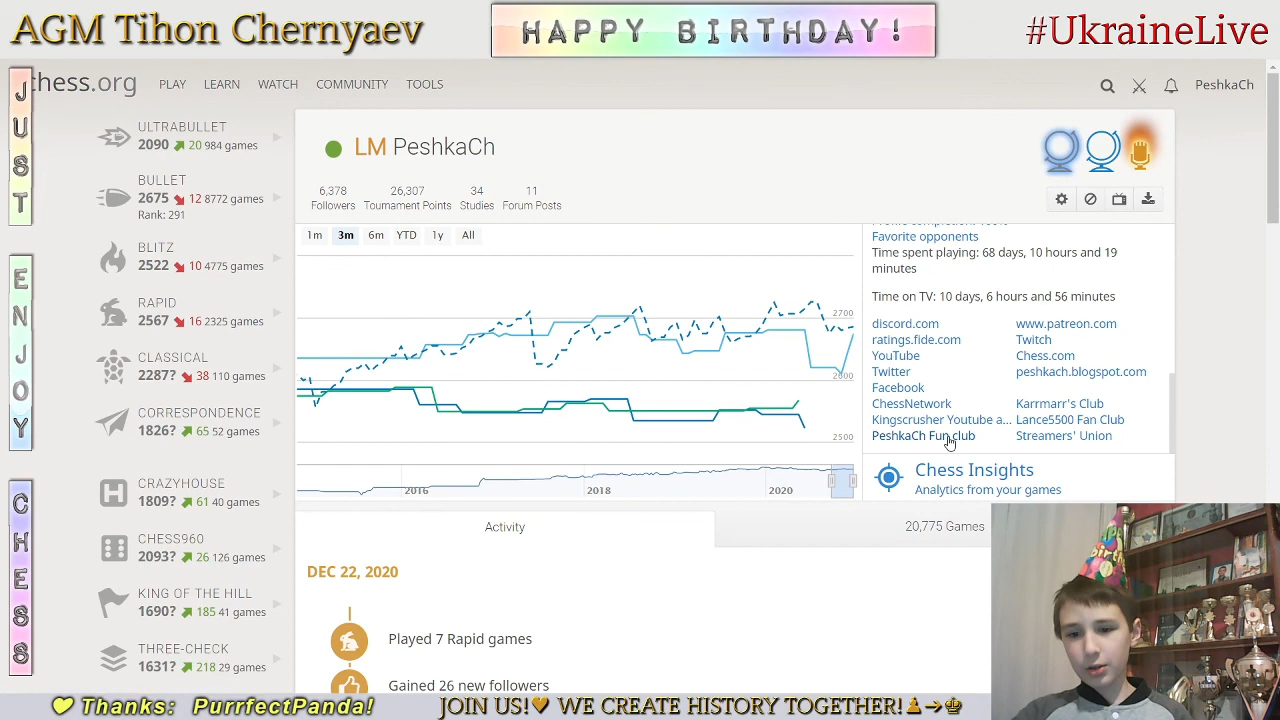 AGM Tihon Chernyaev
HAPPY BIRTHDAY!
#UkraineLive
JUST
ENJOY
CHESS
chess.org
PLAY
LEARN
WATCH
COMMUNITY
TOOLS
PeshkaCh
ULTRABULLET
2090 20 984 games
BULLET
2675 12 8772 games
Rank: 291
BLITZ
2522 10 4775 games
RAPID
2567 16 2325 games
CLASSICAL
2287? 38 110 games
CORRESPONDENCE
1826? 65 52 games
CRAZYHOUSE
1809? 61 40 games
CHESS960
2093? 26 126 games
KING OF THE HILL
1690? 185 41 games
THREE-CHECK
1631? 218 29 games
LM PeshkaCh
6,378 26,307 34 11
Followers Tournament Points Studies Forum Posts
1m 3m 6m YTD 1y All
2700
2600
2500
2016 2018 2020
Profile completion: 100%
Favorite opponents
Time spent playing: 68 days, 10 hours and 19
minutes
Time on TV: 10 days, 6 hours and 56 minutes
discord.com www.patreon.com
ratings.fide.com Twitch
YouTube Chess.com
Twitter peshkach.blogspot.com
Facebook
ChessNetwork Karrmarr's Club
Kingscrusher Youtube a... Lance5500 Fan Club
PeshkaCh Fun club Streamers' Union
Chess Insights
Analytics from your games
Activity
20,775 Games
DEC 22, 2020
Played 7 Rapid games
Gained 26 new followers
Thanks: PurrfectPanda!
JOIN US! WE CREATE HISTORY TOGETHER! ♟→♚